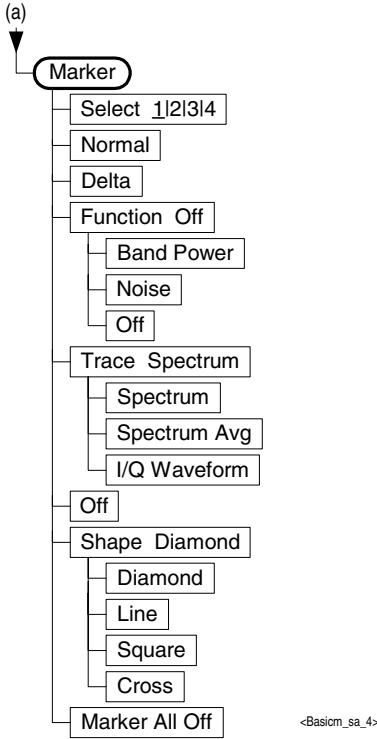 (a)
Marker
Select 1|2|3|4
Normal
Delta
Function Off
Band Power
Noise
Off
Trace Spectrum
Spectrum
Spectrum Avg
I/Q Waveform
Off
Shape Diamond
Diamond
Line
Square
Cross
Marker All Off
<Basicm_sa_4>